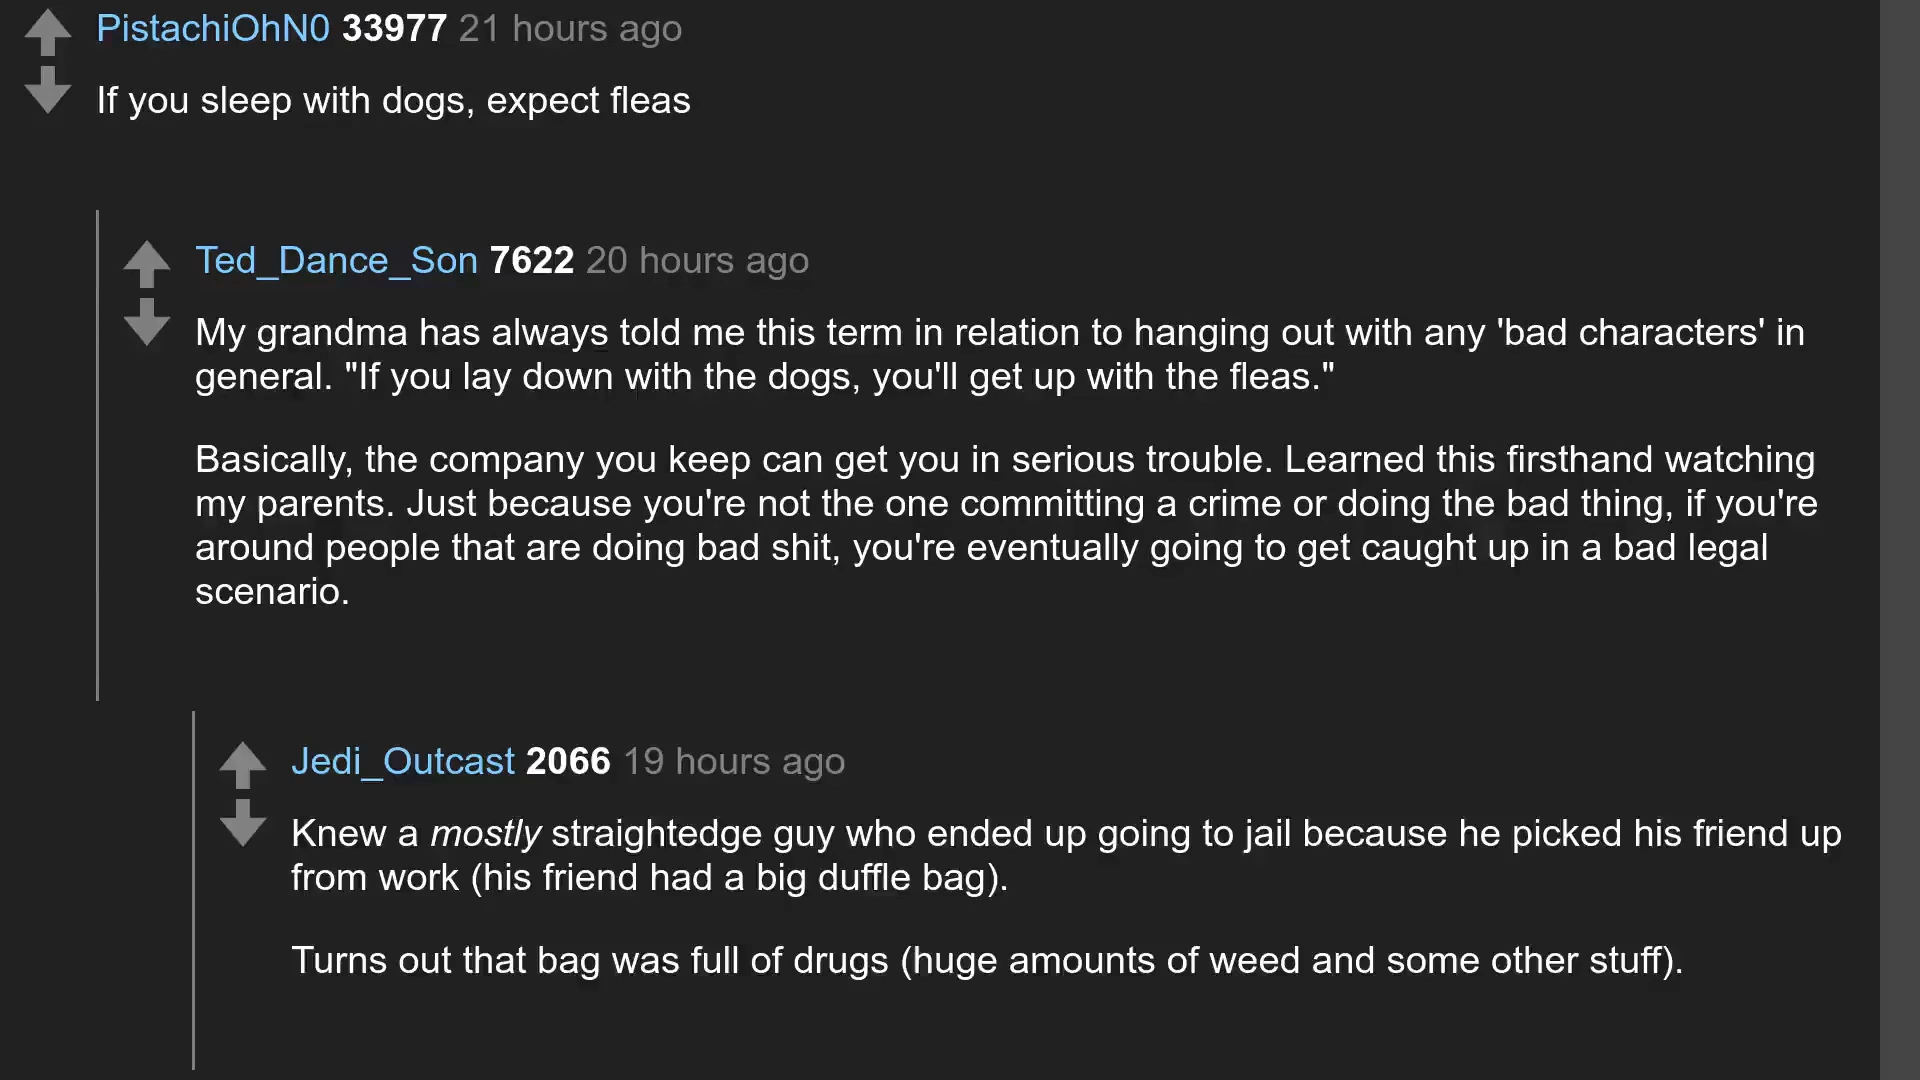 PistachiOhN0 33977 21 hours ago
If you sleep with dogs, expect fleas
Ted_Dance_Son 7622 20 hours ago
My grandma has always told me this term in relation to hanging out with any 'bad characters' in
general. "If you lay down with the dogs, you'll get up with the fleas."
Basically, the company you keep can get you in serious trouble. Learned this firsthand watching
my parents. Just because you're not the one committing a crime or doing the bad thing, if you're
around people that are doing bad shit, you're eventually going to get caught up in a bad legal
scenario.
Jedi_Outcast 2066 19 hours ago
Knew a mostly straightedge guy who ended up going to jail because he picked his friend up
from work (his friend had a big duffle bag).
Turns out that bag was full of drugs (huge amounts of weed and some other stuff).